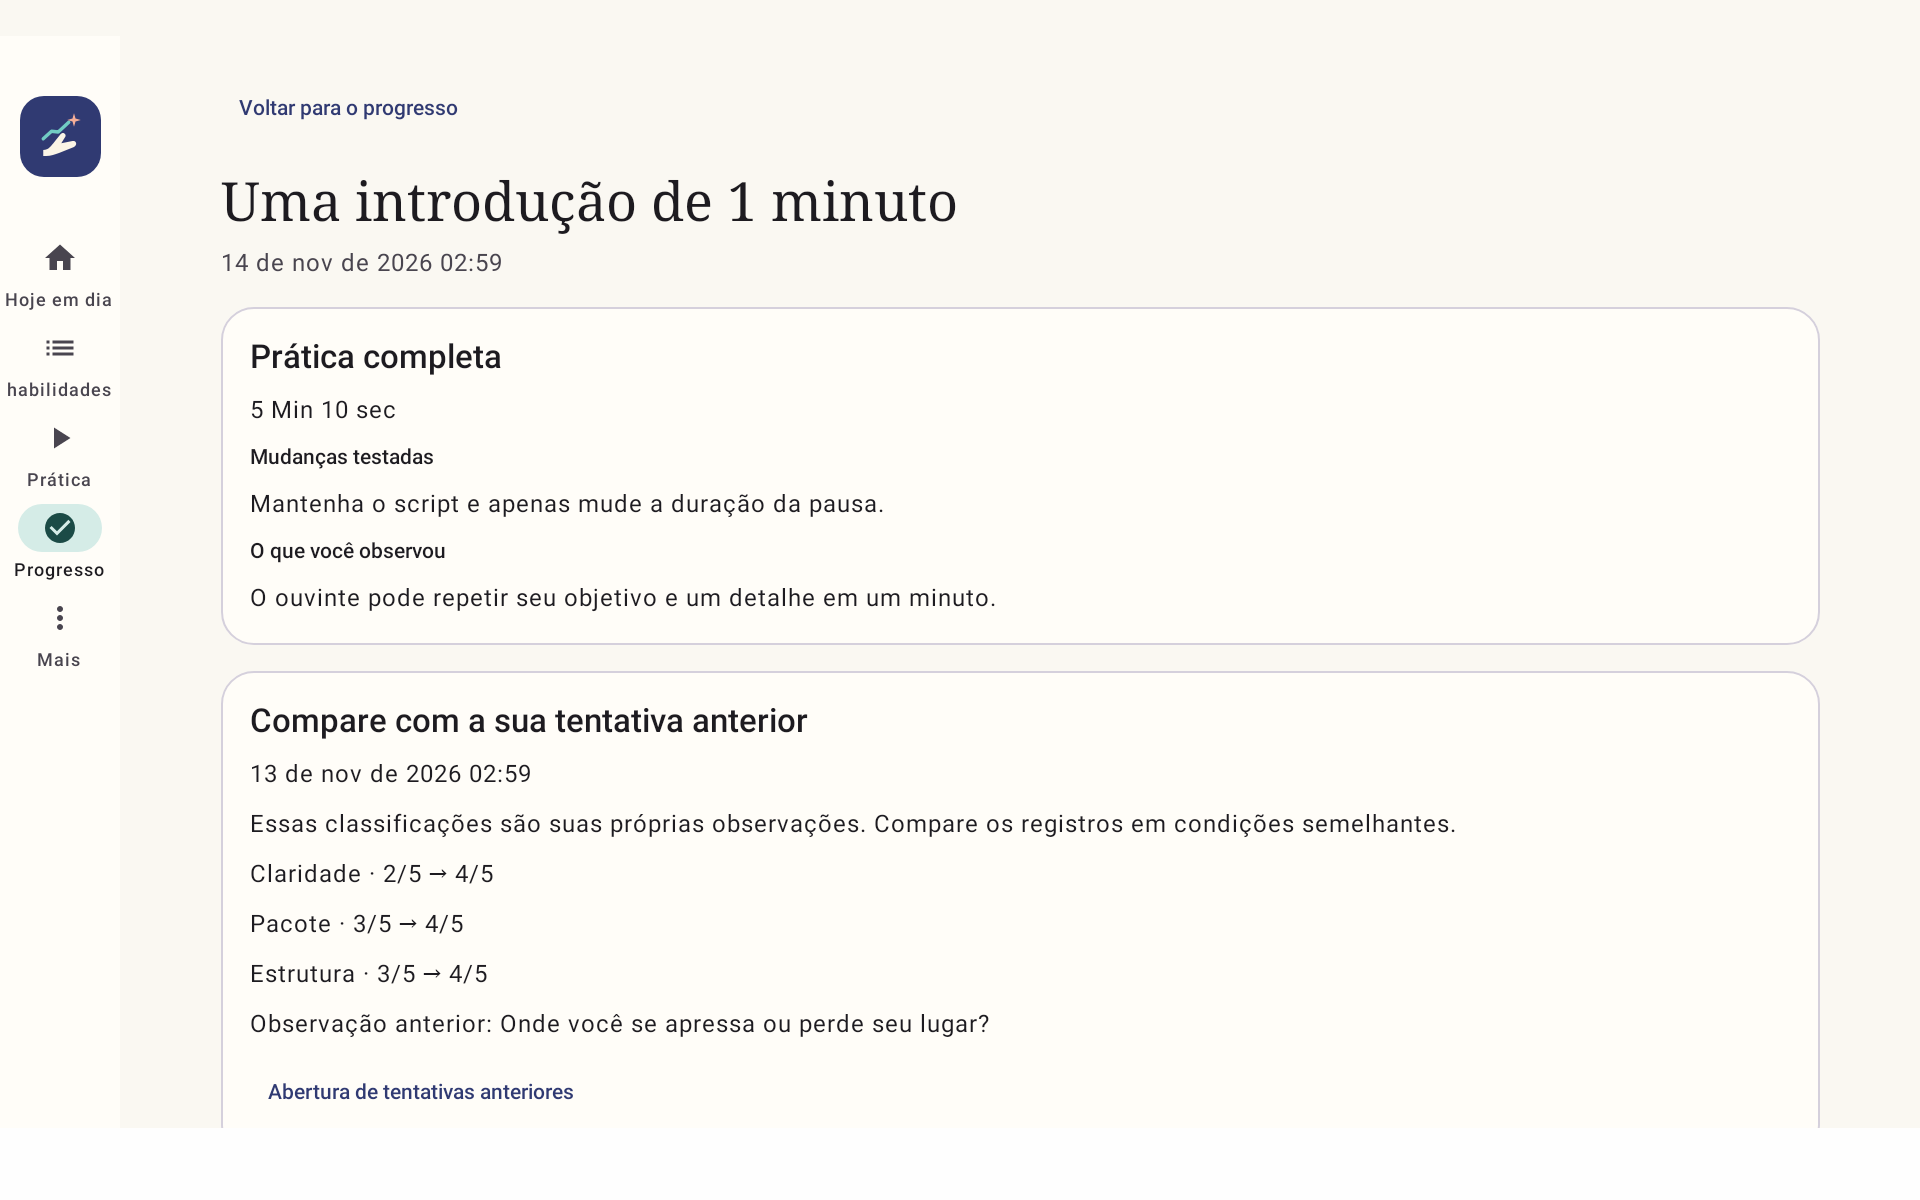 Voltar para o progresso
Uma introdução de 1 minuto
14 de nov de 2026 02:59
Hoje em dia
habilidades
Prática
Progresso
Mais
Prática completa
5 Min 10 sec
Mudanças testadas
Mantenha o script e apenas mude a duração da pausa.
O que você observou
O ouvinte pode repetir seu objetivo e um detalhe em um minuto.
Compare com a sua tentativa anterior
13 de nov de 2026 02:59
Essas classificações são suas próprias observações. Compare os registros em condições semelhantes.
Claridade · 2/5 → 4/5
Pacote · 3/5 → 4/5
Estrutura · 3/5 → 4/5
Observação anterior: Onde você se apressa ou perde seu lugar?
Abertura de tentativas anteriores